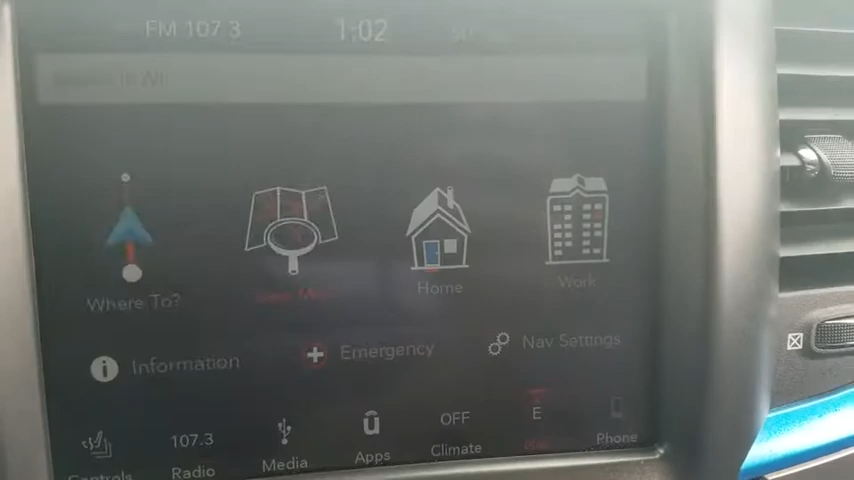 FM 107.3 1:02
Where To? Home Work
Information Emergency Nav Settings
107.3 OFF E
Controls Radio Media Apps Climate Phone